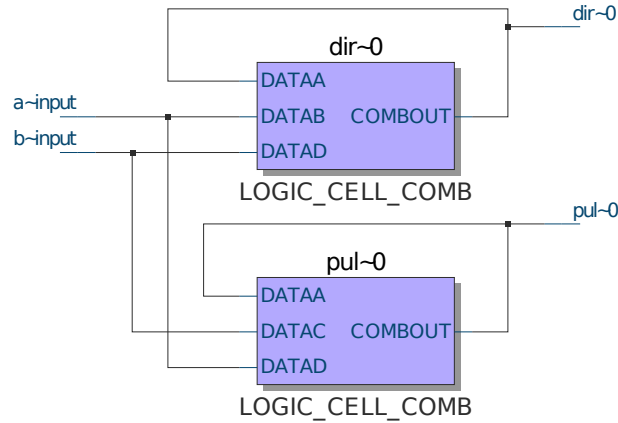 dir~0
dir~0
DATAA
a~input
DATAB COMBOUT
b~input
DATAD
LOGIC_CELL_COMB
pul~0
pul~0
DATAA
DATAC COMBOUT
DATAD
LOGIC_CELL_COMB